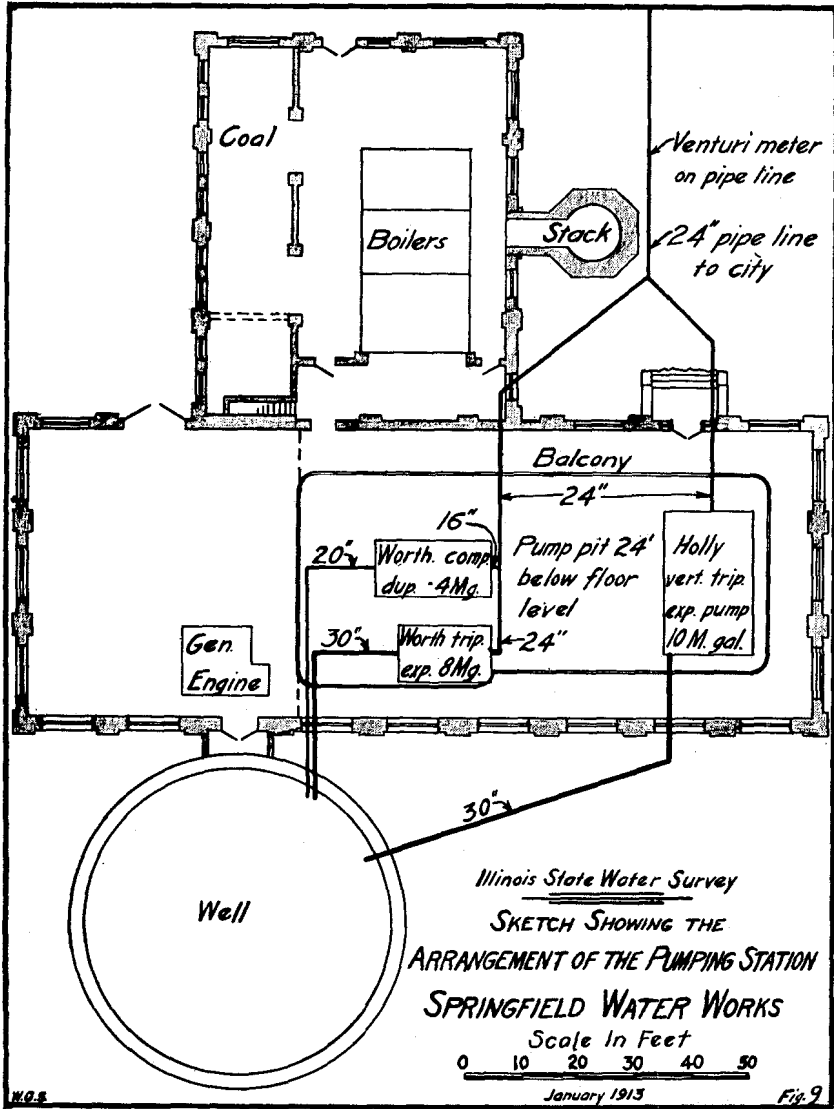 Coal
Boilers
Stack
Venturi meter
on pipe line
24" pipe line
to city
Balcony
24"
16"
20"
Worth. comp.
dup. - 4Mg.
Pump pit 24'
below floor
level
Holly
vert. trip.
exp. pump
10 M. gal.
30"
Worth trip.
exp. 8Mg.
24"
Gen.
Engine
30"
Well
Illinois State Water Survey
SKETCH SHOWING THE
ARRANGEMENT OF THE PUMPING STATION
SPRINGFIELD WATER WORKS
Scale In Feet
0 10 20 30 40 50
W.O.S.
January 1913
Fig. 9